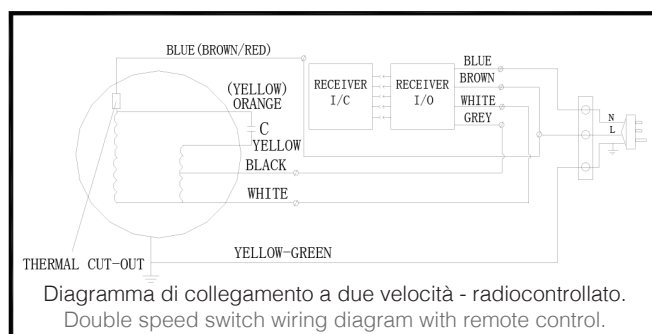 BLUE(BROWN/RED)
BLUE
BROWN
WHITE
GREY
RECEIVER
I/C
RECEIVER
I/O
(YELLOW)
ORANGE
C
YELLOW
BLACK
WHITE
N
L
YELLOW-GREEN
THERMAL CUT-OUT
Diagramma di collegamento a due velocità - radiocontrollato.
Double speed switch wiring diagram with remote control.